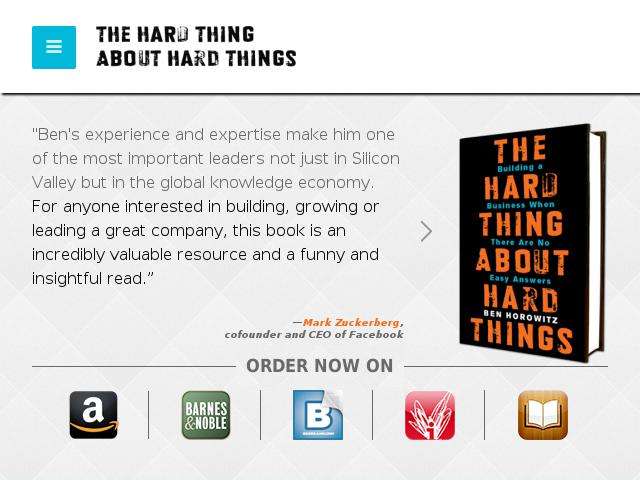 THE HARD THING
ABOUT HARD THINGS
"Ben's experience and expertise make him one
of the most important leaders not just in Silicon
Valley but in the global knowledge economy.
For anyone interested in building, growing or
leading a great company, this book is an
incredibly valuable resource and a funny and
insightful read.”
—Mark Zuckerberg,
cofounder and CEO of Facebook
THE
Building a
HARD
Business When
THING
There Are No
ABOUT
Easy Answers
HARD
BEN HOROWITZ
THINGS
ORDER NOW ON
a
BARNES
&NOBLE
B